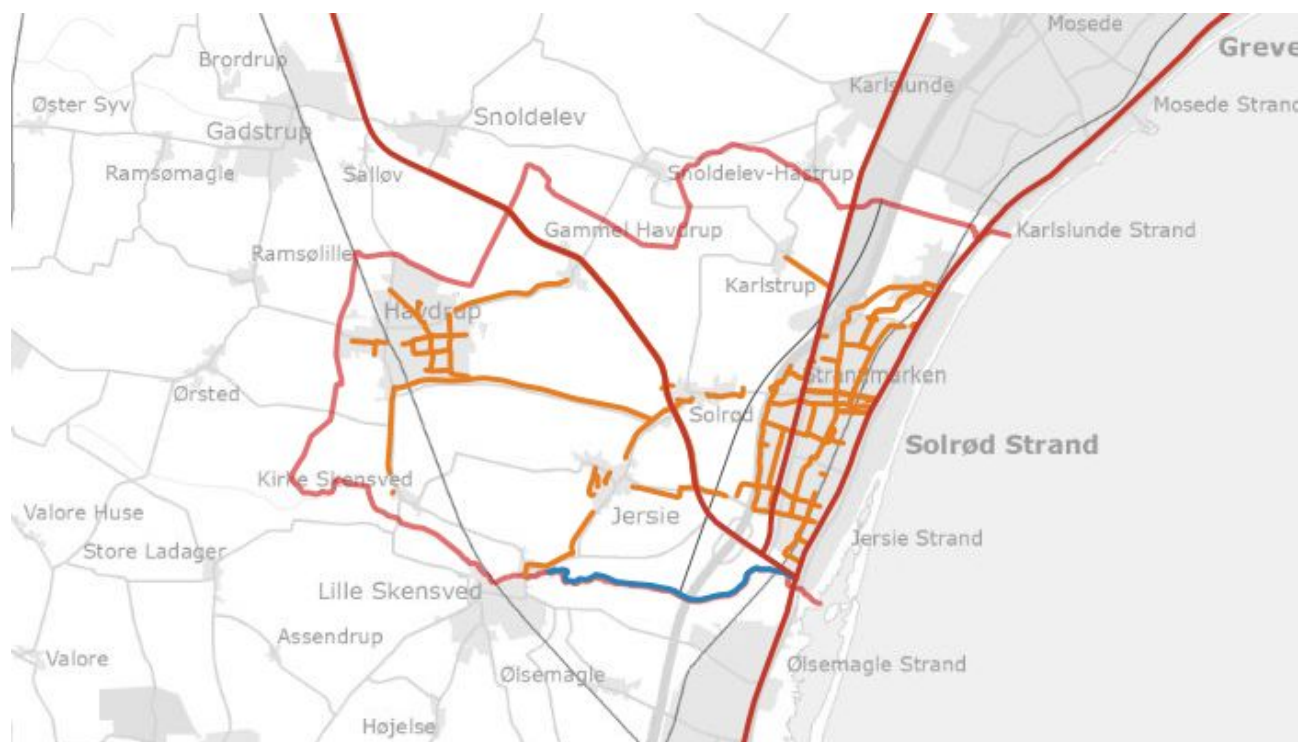 Mosede
Greve
Brordrup
Karlslunde
Øster Syv
Snoldelev
Mosede Strand
Gadstrup
Ramsømagle
Salløv
Snoldelev-Hastrup
Gammel Havdrup
Karlslunde Strand
Ramsølille
Karlstrup
Havdrup
Strandmarken
Ørsted
Solrød
Solrød Strand
Kirke Skensved
Valore Huse
Jersie
Store Ladager
Jersie Strand
Lille Skensved
Assendrup
Valore
Ølsemagle
Ølsemagle Strand
Højelse